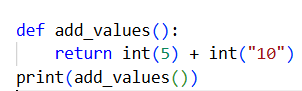 def add_values():
    return int(5) + int("10")
print(add_values())